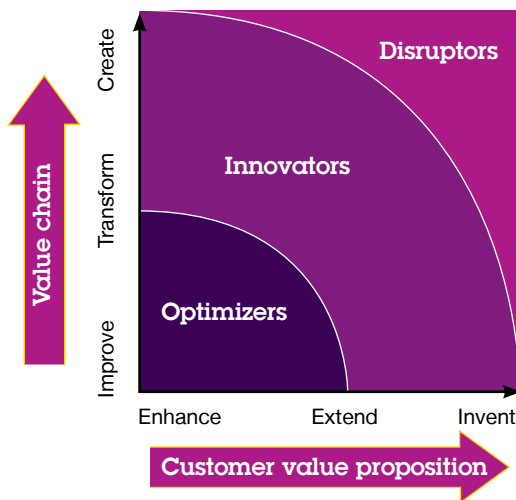 Create
Disruptors
Transform
Innovators
Value chain
Improve
Optimizers
Enhance
Extend
Invent
Customer value proposition